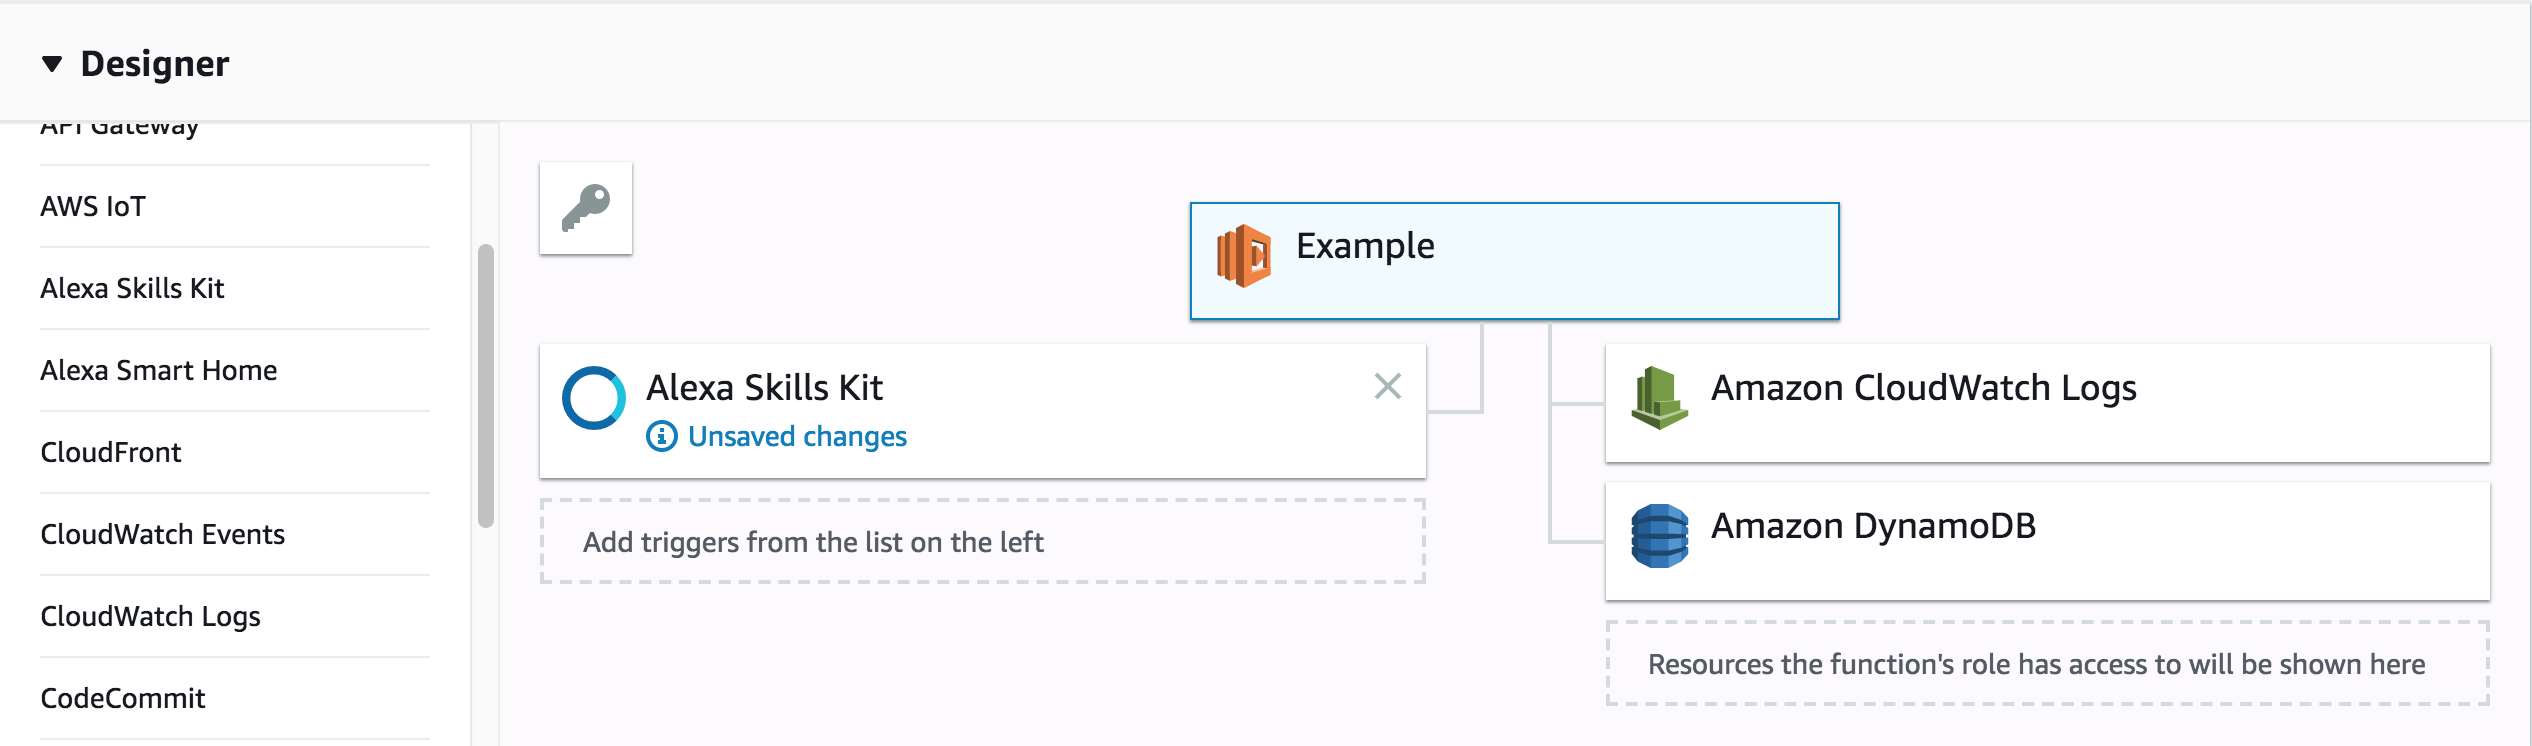 Designer
API Gateway
AWS IoT
Alexa Skills Kit
Alexa Smart Home
CloudFront
CloudWatch Events
CloudWatch Logs
CodeCommit
Example
Alexa Skills Kit
Unsaved changes
Add triggers from the list on the left
Amazon CloudWatch Logs
Amazon DynamoDB
Resources the function's role has access to will be shown here